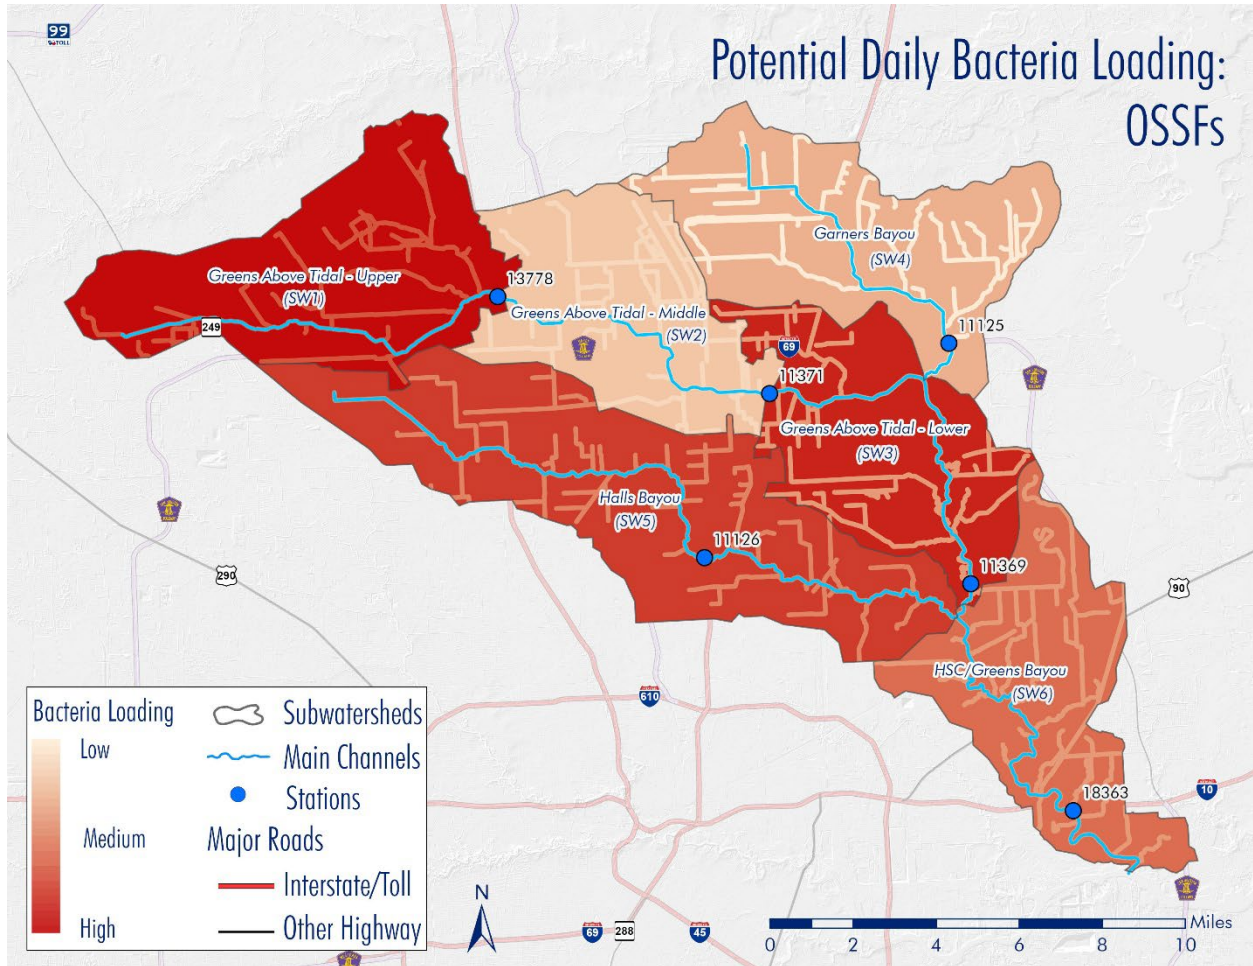 99
TOLL
Potential Daily Bacteria Loading:
OSSFs
Garners Bayou
(SW4)
Greens Above Tidal - Upper
(SW1)
13778
Greens Above Tidal - Middle
(SW2)
249
69
11125
11371
Greens Above Tidal - Lower
(SW3)
Halls Bayou
(SW5)
11126
11369
290
90
HSC/Greens Bayou
(SW6)
610
18363
10
Bacteria Loading
Low
Medium
High
Subwatersheds
Main Channels
Stations
Major Roads
Interstate/Toll
Other Highway
N
69
288
45
Miles
0 2 4 6 8 10